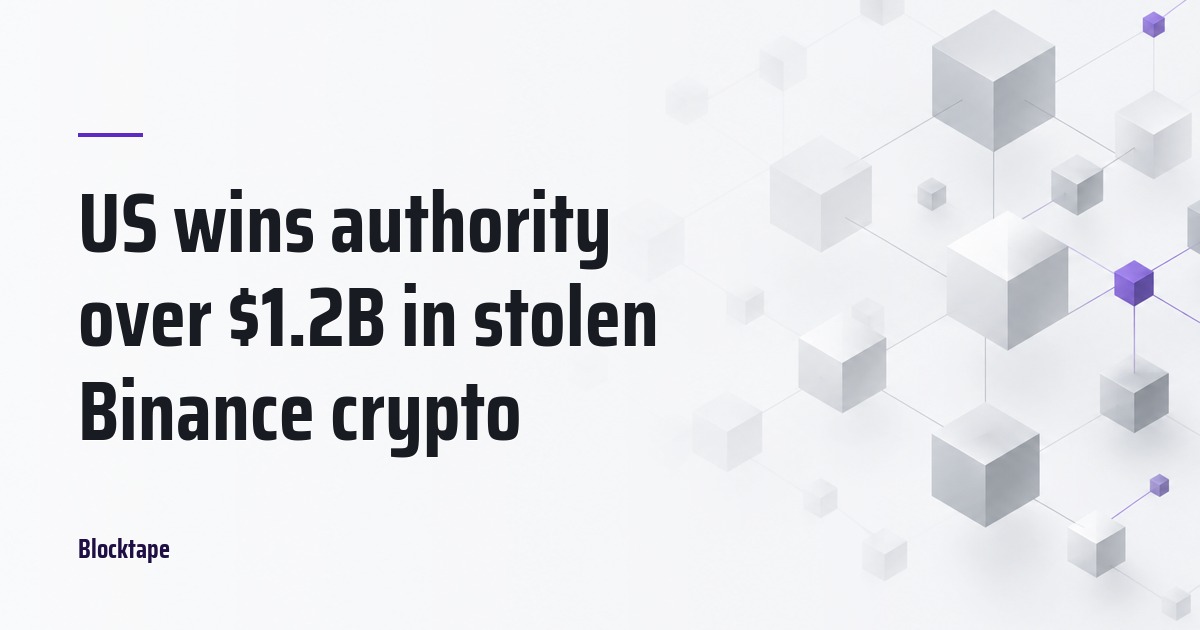 US wins authority
over $1.2B in stolen
Binance crypto
Blocktape